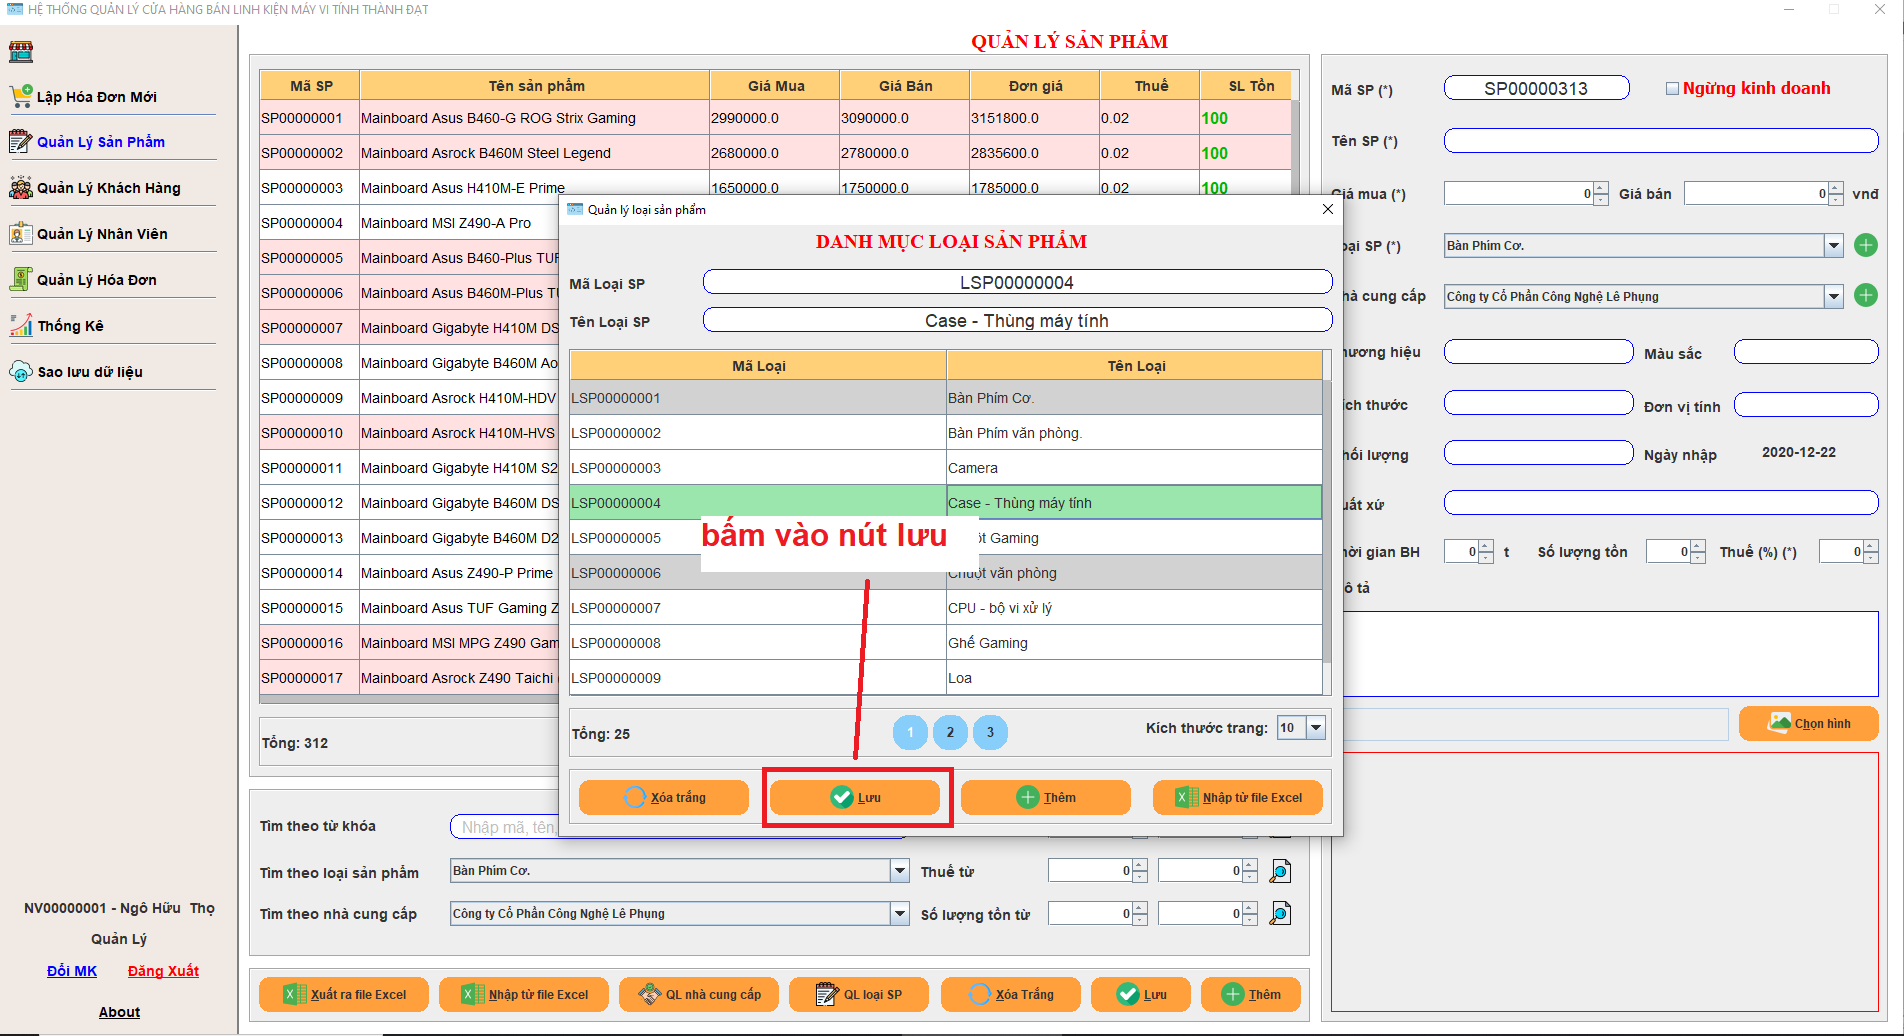 HỆ THỐNG QUẢN LÝ CỬA HÀNG BÁN LINH KIỆN MÁY VI TÍNH THÀNH ĐẠT
Lập Hóa Đơn Mới
Quản Lý Sản Phẩm
Quản Lý Khách Hàng
Quản Lý Nhân Viên
Quản Lý Hóa Đơn
Thống Kê
Sao lưu dữ liệu
NV00000001 - Ngô Hữu Thọ
Quản Lý
Đổi MK Đăng Xuất
About
QUẢN LÝ SẢN PHẨM
Mã SP Tên sản phẩm Giá Mua Giá Bán Đơn giá Thuế SL Tồn
SP00000001 Mainboard Asus B460-G ROG Strix Gaming 2990000.0 3090000.0 3151800.0 0.02 100
SP00000002 Mainboard Asrock B460M Steel Legend 2680000.0 2780000.0 2835600.0 0.02 100
SP00000003 Mainboard Asus H410M-E Prime 1650000.0 1750000.0 1785000.0 0.02 100
SP00000004 Mainboard MSI Z490-A Pro
SP00000005 Mainboard Asus B460-Plus TUF
SP00000006 Mainboard Asus B460M-Plus TU
SP00000007 Mainboard Gigabyte H410M DS
SP00000008 Mainboard Gigabyte B460M Ao
SP00000009 Mainboard Asrock H410M-HDV
SP00000010 Mainboard Asrock H410M-HVS
SP00000011 Mainboard Gigabyte H410M S2
SP00000012 Mainboard Gigabyte B460M DS
SP00000013 Mainboard Gigabyte B460M D2
SP00000014 Mainboard Asus Z490-P Prime
SP00000015 Mainboard Asus TUF Gaming Z
SP00000016 Mainboard MSI MPG Z490 Gam
SP00000017 Mainboard Asrock Z490 Taichi
Tổng: 312
Tìm theo từ khóa Nhập mã, tên,
Tìm theo loại sản phẩm Bàn Phím Cơ. Thuế từ 0 0
Tìm theo nhà cung cấp Công ty Cổ Phần Công Nghệ Lê Phụng Số lượng tồn từ 0 0
Xuất ra file Excel Nhập từ file Excel QL nhà cung cấp QL loại SP Xóa Trắng Lưu Thêm
Quản lý loại sản phẩm
DANH MỤC LOẠI SẢN PHẨM
Mã Loại SP LSP00000004
Tên Loại SP Case - Thùng máy tính
Mã Loại Tên Loại
LSP00000001 Bàn Phím Cơ.
LSP00000002 Bàn Phím văn phòng.
LSP00000003 Camera
LSP00000004 Case - Thùng máy tính
LSP00000005 ột Gaming
LSP00000006 Chuột văn phòng
LSP00000007 CPU - bộ vi xử lý
LSP00000008 Ghế Gaming
LSP00000009 Loa
bấm vào nút lưu
Tổng: 25 1 2 3 Kích thước trang: 10
Xóa trắng Lưu Thêm Nhập từ file Excel
Mã SP (*) SP00000313 Ngừng kinh doanh
Tên SP (*)
Giá mua (*) 0 Giá bán 0 vnđ
oại SP (*) Bàn Phím Cơ.
hà cung cấp Công ty Cổ Phần Công Nghệ Lê Phụng
hương hiệu Màu sắc
ích thước Đơn vị tính
hối lượng Ngày nhập 2020-12-22
uất xứ
hời gian BH 0 t Số lượng tồn 0 Thuế (%) (*) 0
ô tả
Chọn hình